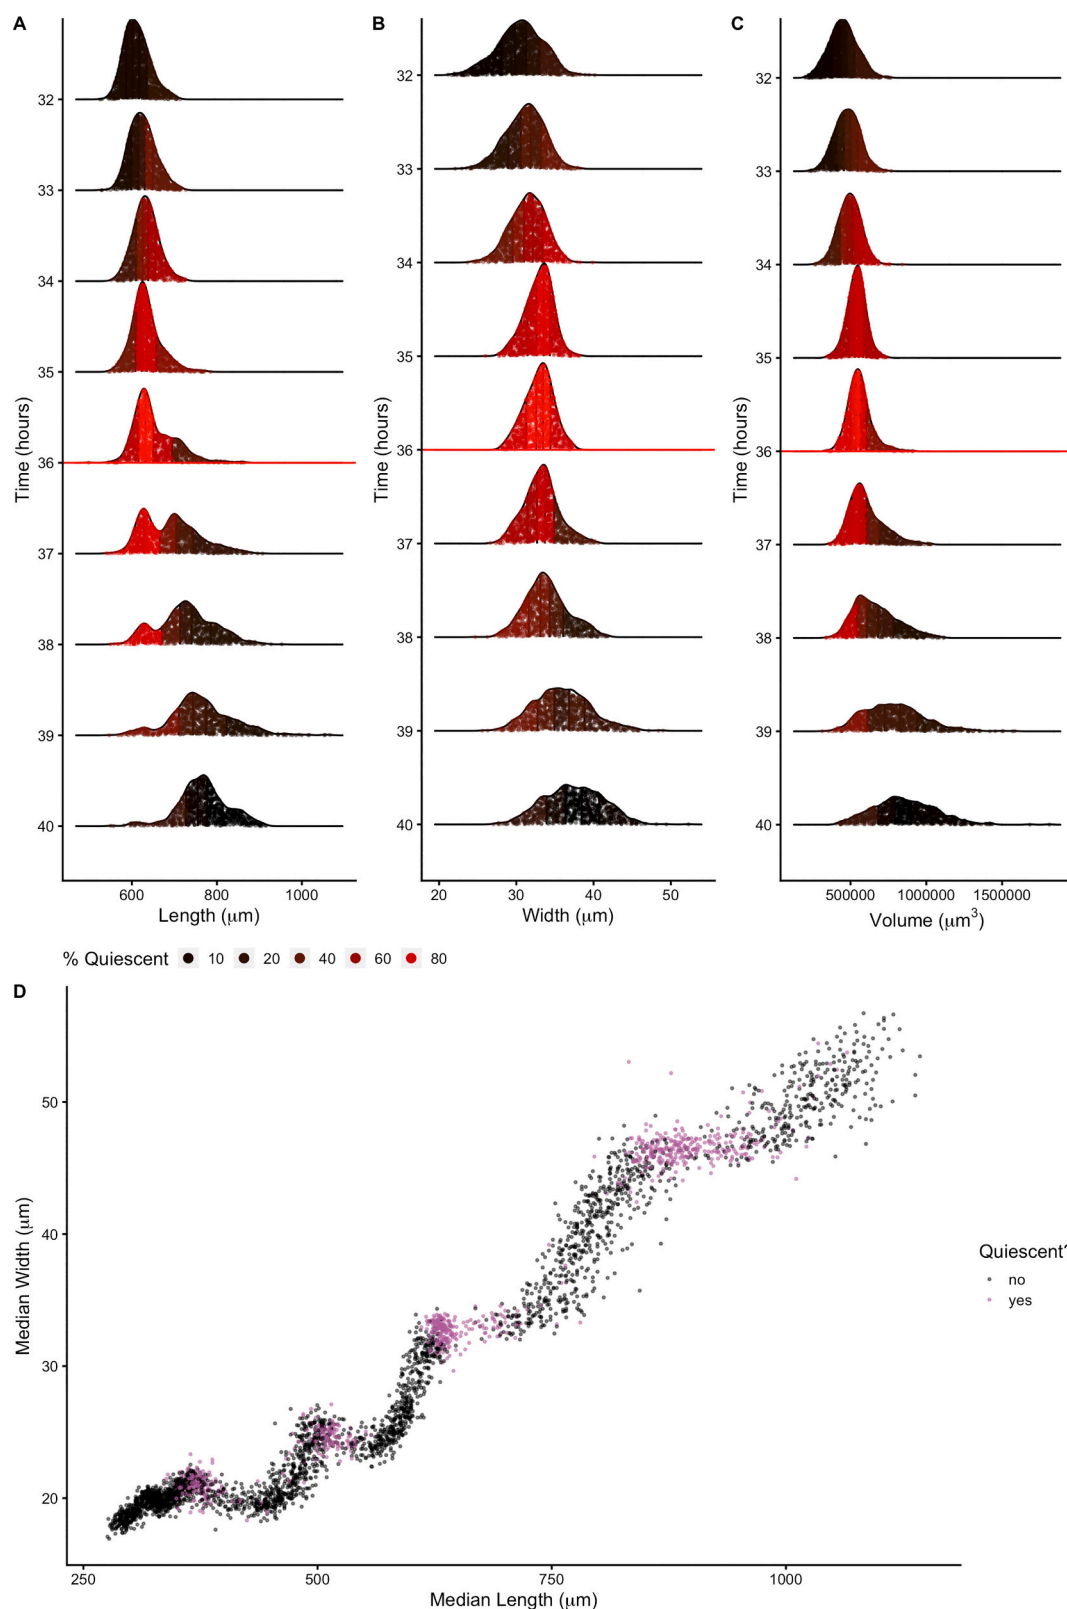 A
B
C
32
33
34
35
36
37
38
39
40
Time (hours)
600 800 1000
Length (μm)
32
33
34
35
36
37
38
39
40
Time (hours)
20 30 40 50
Width (μm)
32
33
34
35
36
37
38
39
40
Time (hours)
500000 1000000 1500000
Volume (μm³)
% Quiescent 10 20 40 60 80
D
50
40
30
20
Median Width (μm)
250 500 750 1000
Median Length (μm)
Quiescent?
no
yes